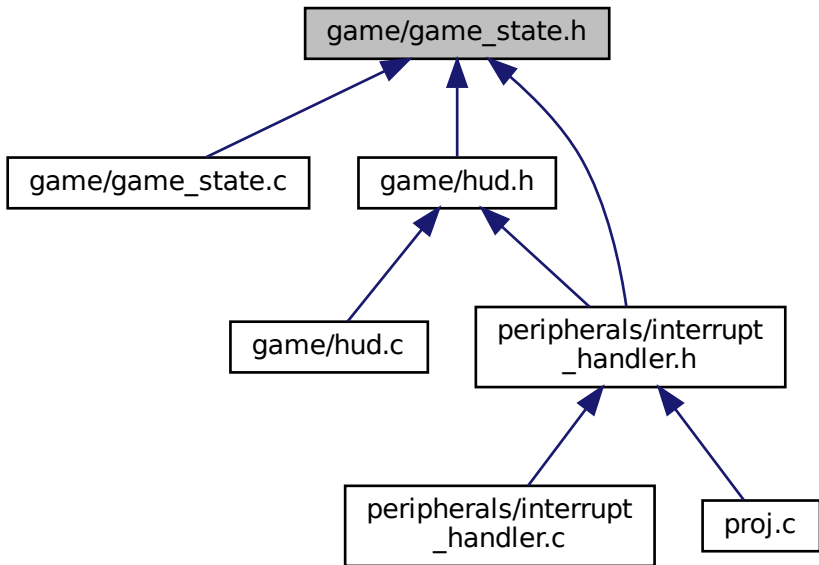 game/game_state.h
game/game_state.c
game/hud.h
game/hud.c
peripherals/interrupt
_handler.h
peripherals/interrupt
_handler.c
proj.c